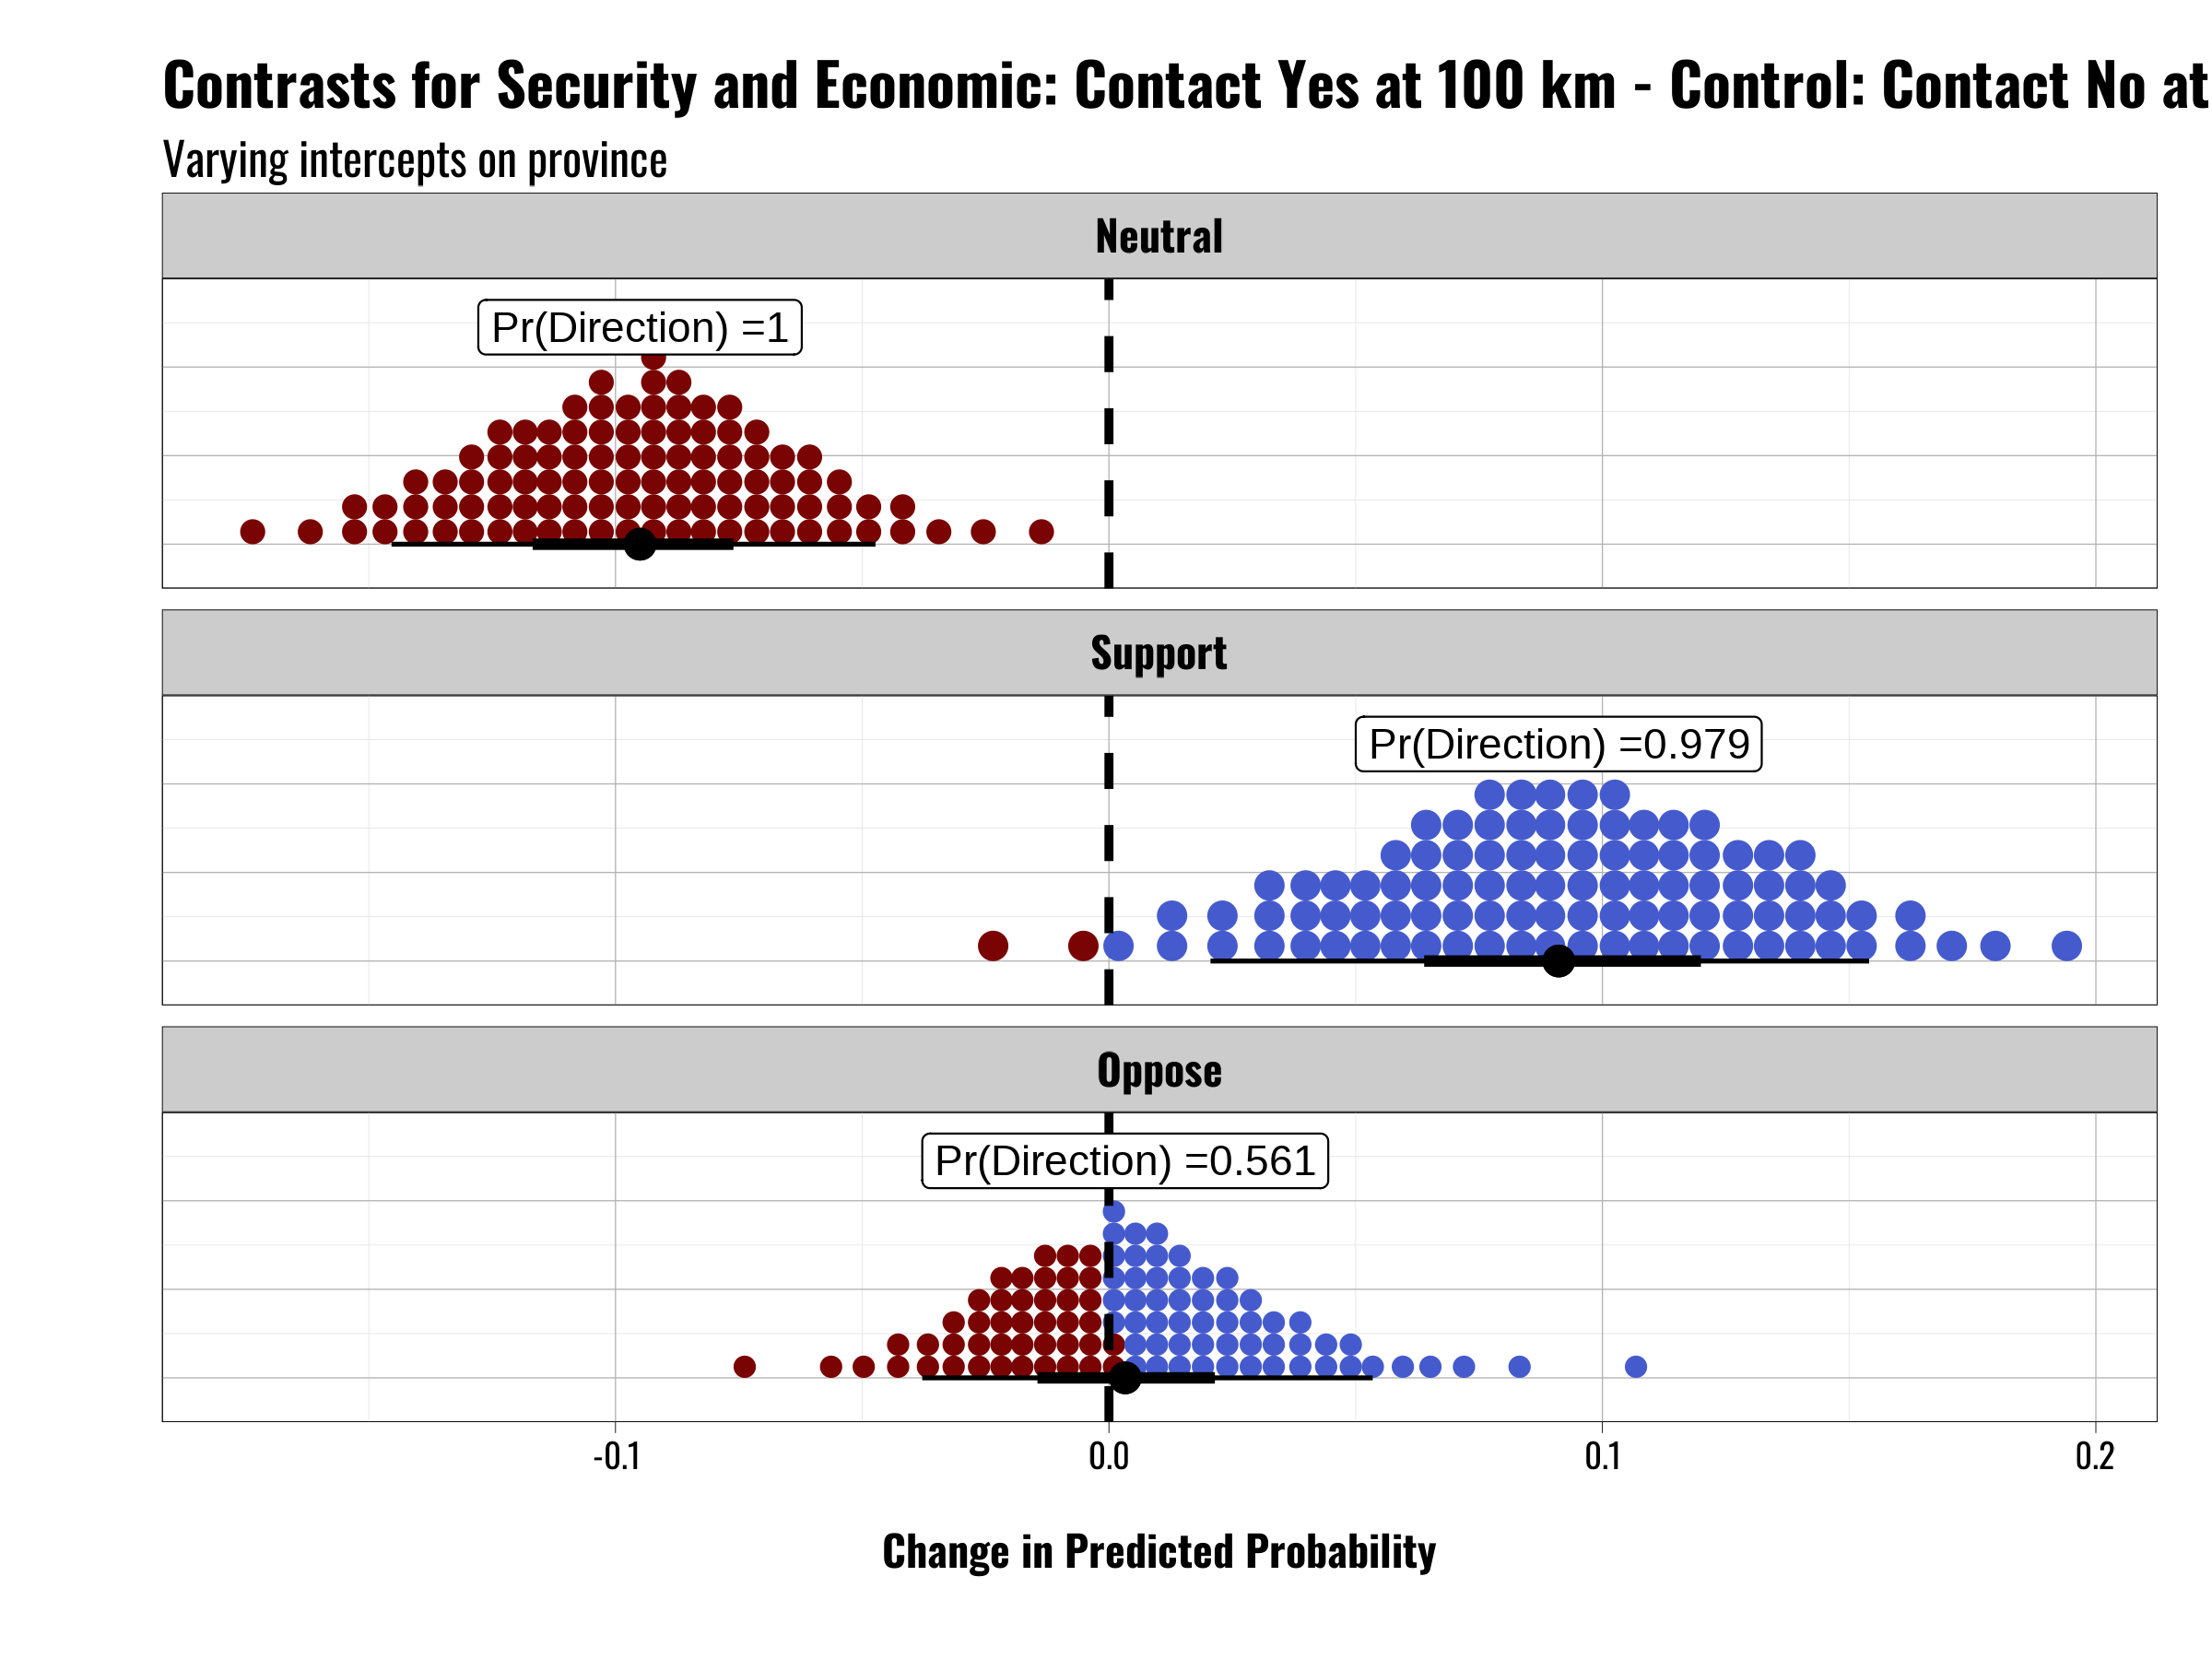 Contrasts for Security and Economic: Contact Yes at 100 km - Control: Contact No at
Varying intercepts on province
Neutral
Pr(Direction) =1
Support
Pr(Direction) =0.979
Oppose
Pr(Direction) =0.561
-0.1 0.0 0.1 0.2
Change in Predicted Probability